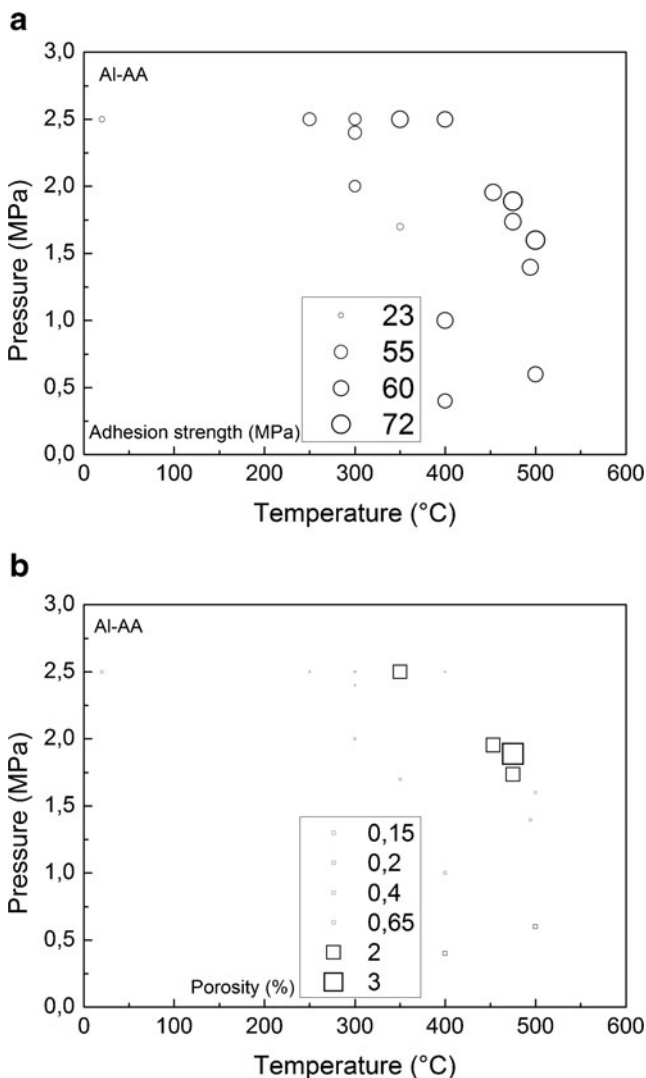 a
3,0
Al-AA
2,5
2,0
1,5
1,0
0,5
0,0
Pressure (MPa)
23
55
60
72
Adhesion strength (MPa)
0 100 200 300 400 500 600
Temperature (°C)
b
3,0
Al-AA
2,5
2,0
1,5
1,0
0,5
0,0
Pressure (MPa)
0,15
0,2
0,4
0,65
2
3
Porosity (%)
0 100 200 300 400 500 600
Temperature (°C)